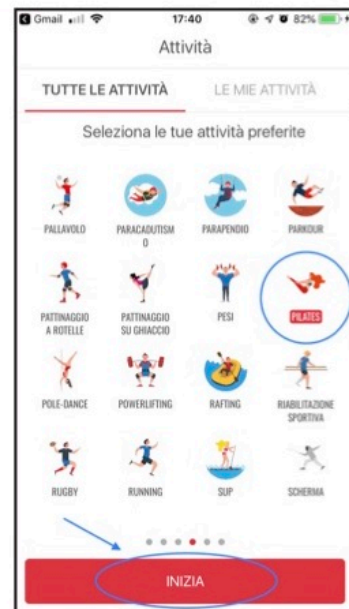 Gmail 17:40 82%
Attività
TUTTE LE ATTIVITÀ LE MIE ATTIVITÀ
Seleziona le tue attività preferite
PALLAVOLO PARACADUTISM PARAPENDIO PARKOUR
O
PATTINAGGIO PATTINAGGIO PESI PILATES
A ROTELLE SU GHIACCIO
POLE-DANCE POWERLIFTING RAFTING RIABILITAZIONE
SPORTIVA
RUGBY RUNNING SUP SCHERMA
INIZIA